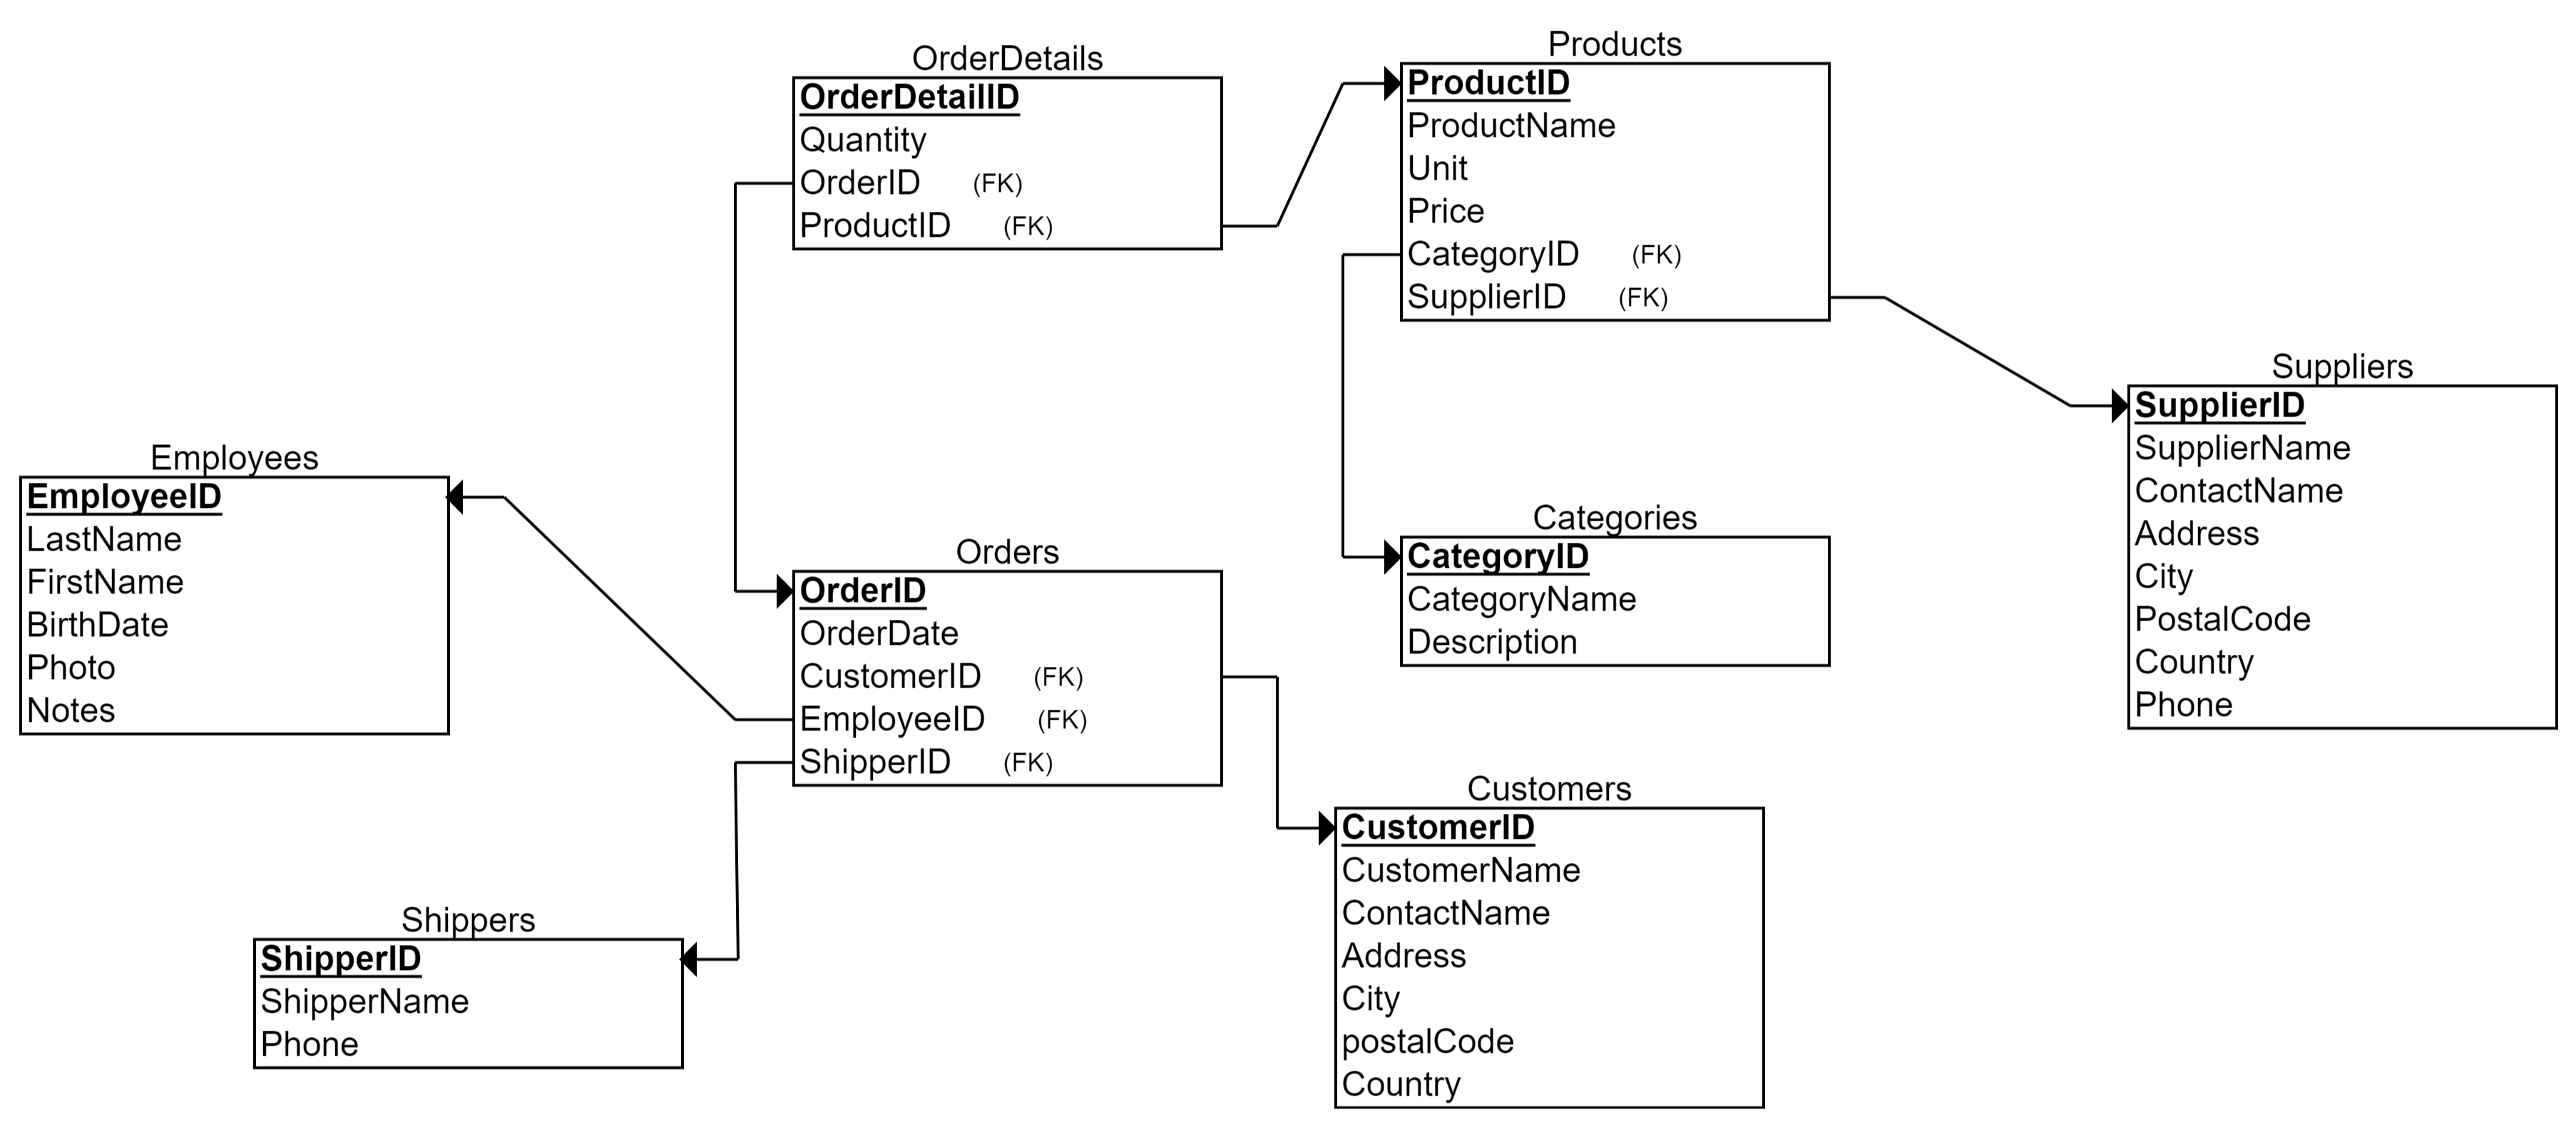 OrderDetails
OrderDetailID
Quantity
OrderID (FK)
ProductID (FK)
Products
ProductID
ProductName
Unit
Price
CategoryID (FK)
SupplierID (FK)
Suppliers
SupplierID
SupplierName
ContactName
Address
City
PostalCode
Country
Phone
Employees
EmployeeID
LastName
FirstName
BirthDate
Photo
Notes
Orders
OrderID
OrderDate
CustomerID (FK)
EmployeeID (FK)
ShipperID (FK)
Categories
CategoryID
CategoryName
Description
Customers
CustomerID
CustomerName
ContactName
Address
City
postalCode
Country
Shippers
ShipperID
ShipperName
Phone